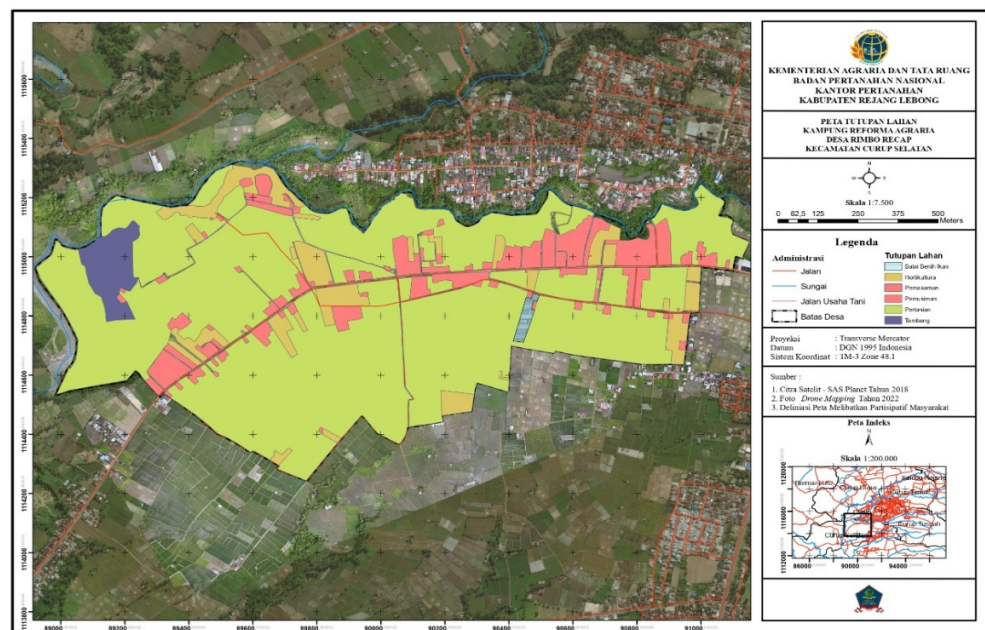 KEMENTERIAN AGRARIA DAN TATA RUANG
BADAN PERTANAHAN NASIONAL
KANTOR PERTANAHAN
KABUPATEN REJANG LEBONG
PETA TUTUPAN LAHAN
KAMPUNG REFORMA AGRARIA
DESA RIMBO RECAP
KECAMATAN CURUP SELATAN
N
W E
S
Skala 1:7.500
0 62,5 125 250 375 500
Meters
Legenda
Administrasi
Jalan
Sungai
Jalan Usaha Tani
Batas Desa
Tutupan Lahan
Balai Benih Ikan
Hortikultura
Pemakaman
Pemukiman
Pertanian
Tambang
Proyeksi : Transverse Mercator
Datum : DGN 1995 Indonesia
Sistem Koordinat : TM-3 Zone 48.1
Sumber :
1. Citra Satelit - SAS Planet Tahun 2018
2. Foto Drone Mapping Tahun 2022
3. Deliniasi Peta Melibatkan Partisipatif Masyarakat
Peta Indeks
N
Skala 1:200.000
1120000
1116000
1112000
86000 90000 94000
1115600
1115400
1115200
1115000
1114800
1114600
1114400
1114200
1114000
1113800
89000 89200 89400 89600 89800 90000 90200 90400 90600 90800 91000